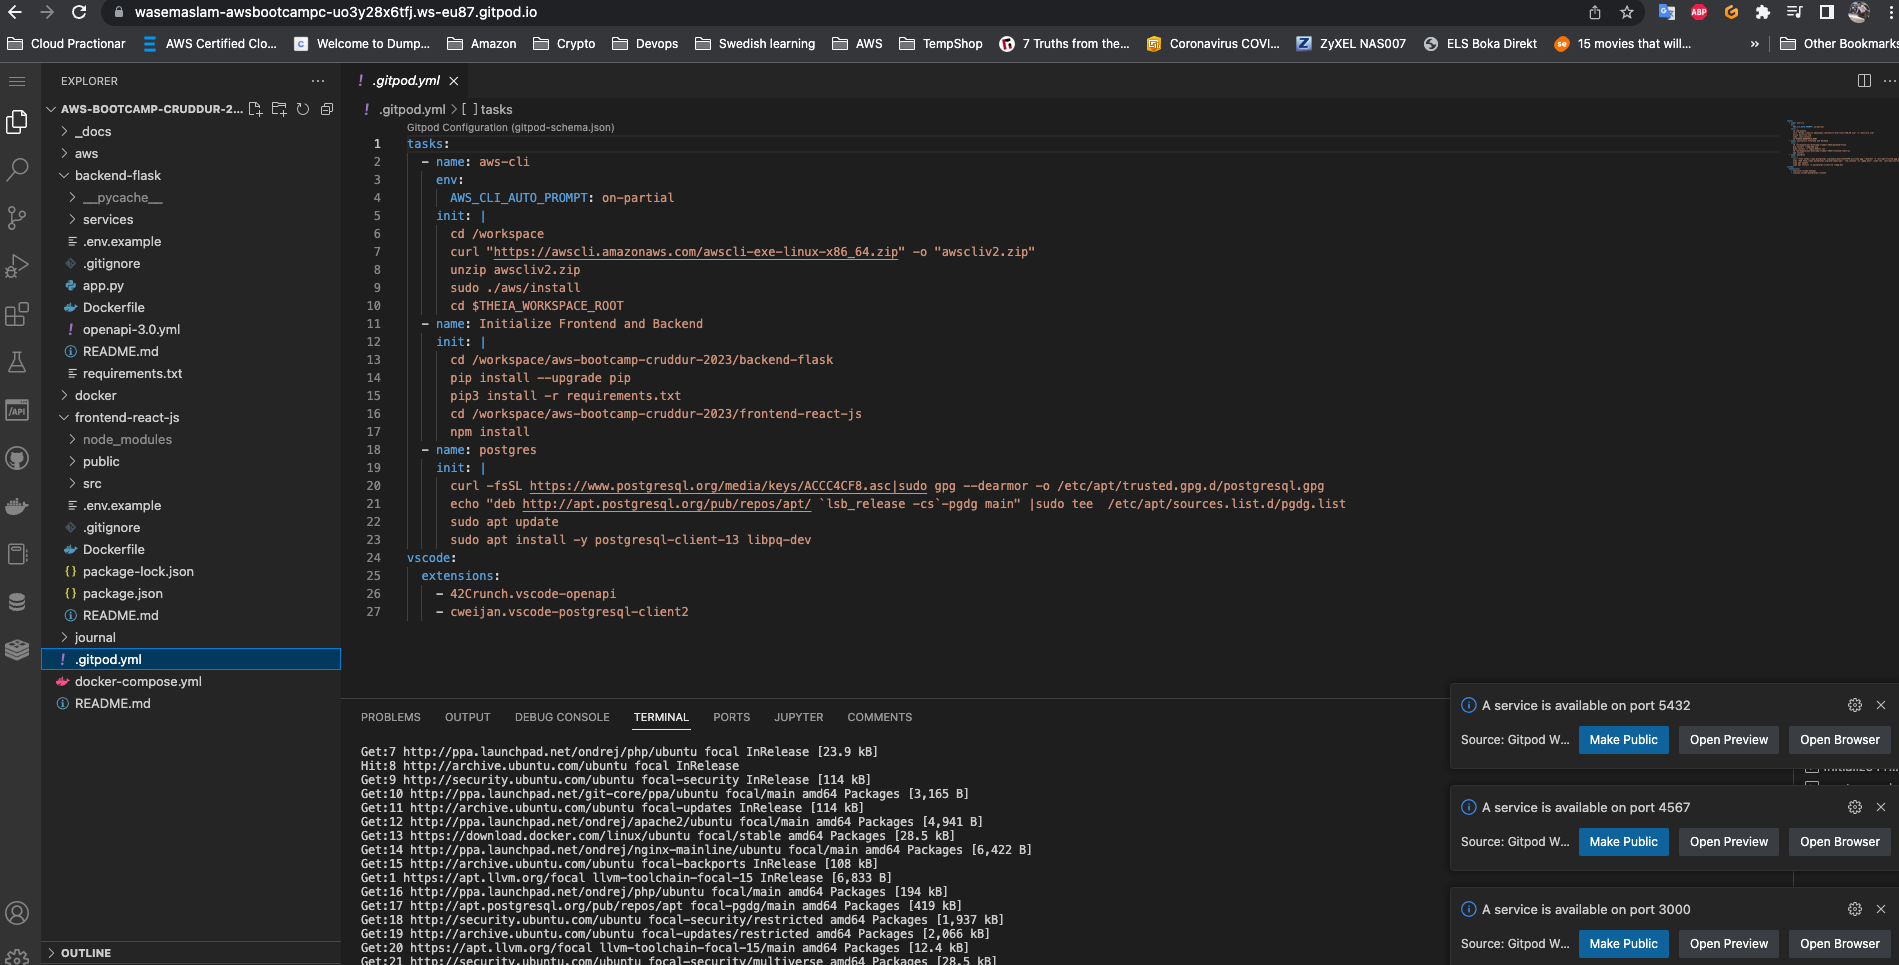 wasemaslam-awsbootcampc-uo3y28x6tfj.ws-eu87.gitpod.io
ABP
Cloud Practionar
AWS Certified Clo...
Welcome to Dump...
Amazon
Crypto
Devops
Swedish learning
AWS
TempShop
7 Truths from the...
Coronavirus COVI...
ZyXEL NAS007
ELS Boka Direkt
15 movies that will...
»
Other Bookmarks
EXPLORER
AWS-BOOTCAMP-CRUDDUR-2...
_docs
aws
backend-flask
__pycache__
services
.env.example
.gitignore
app.py
Dockerfile
openapi-3.0.yml
README.md
requirements.txt
docker
frontend-react-js
node_modules
public
src
.env.example
.gitignore
Dockerfile
package-lock.json
package.json
README.md
journal
.gitpod.yml
docker-compose.yml
README.md
OUTLINE
/API
! .gitpod.yml
! .gitpod.yml > [ ] tasks
Gitpod Configuration (gitpod-schema.json)
1 tasks:
2 - name: aws-cli
3 env:
4 AWS_CLI_AUTO_PROMPT: on-partial
5 init: |
6 cd /workspace
7 curl "https://awscli.amazonaws.com/awscli-exe-linux-x86_64.zip" -o "awscliv2.zip"
8 unzip awscliv2.zip
9 sudo ./aws/install
10 cd $THEIA_WORKSPACE_ROOT
11 - name: Initialize Frontend and Backend
12 init: |
13 cd /workspace/aws-bootcamp-cruddur-2023/backend-flask
14 pip install --upgrade pip
15 pip3 install -r requirements.txt
16 cd /workspace/aws-bootcamp-cruddur-2023/frontend-react-js
17 npm install
18 - name: postgres
19 init: |
20 curl -fsSL https://www.postgresql.org/media/keys/ACCC4CF8.asc|sudo gpg --dearmor -o /etc/apt/trusted.gpg.d/postgresql.gpg
21 echo "deb http://apt.postgresql.org/pub/repos/apt/ `lsb_release -cs`-pgdg main" |sudo tee  /etc/apt/sources.list.d/pgdg.list
22 sudo apt update
23 sudo apt install -y postgresql-client-13 libpq-dev
24 vscode:
25 extensions:
26 - 42Crunch.vscode-openapi
27 - cweijan.vscode-postgresql-client2
PROBLEMS OUTPUT DEBUG CONSOLE TERMINAL PORTS JUPYTER COMMENTS
Get:7 http://ppa.launchpad.net/ondrej/php/ubuntu focal InRelease [23.9 kB]
Hit:8 http://archive.ubuntu.com/ubuntu focal InRelease
Get:9 http://security.ubuntu.com/ubuntu focal-security InRelease [114 kB]
Get:10 http://ppa.launchpad.net/git-core/ppa/ubuntu focal/main amd64 Packages [3,165 B]
Get:11 http://archive.ubuntu.com/ubuntu focal-updates InRelease [114 kB]
Get:12 http://ppa.launchpad.net/ondrej/apache2/ubuntu focal/main amd64 Packages [4,941 B]
Get:13 https://download.docker.com/linux/ubuntu focal/stable amd64 Packages [28.5 kB]
Get:14 http://ppa.launchpad.net/ondrej/nginx-mainline/ubuntu focal/main amd64 Packages [6,422 B]
Get:15 http://archive.ubuntu.com/ubuntu focal-backports InRelease [108 kB]
Get:1 https://apt.llvm.org/focal llvm-toolchain-focal-15 InRelease [6,833 B]
Get:16 http://ppa.launchpad.net/ondrej/php/ubuntu focal/main amd64 Packages [194 kB]
Get:17 http://apt.postgresql.org/pub/repos/apt focal-pgdg/main amd64 Packages [419 kB]
Get:18 http://security.ubuntu.com/ubuntu focal-security/restricted amd64 Packages [1,937 kB]
Get:19 http://archive.ubuntu.com/ubuntu focal-updates/restricted amd64 Packages [2,066 kB]
Get:20 https://apt.llvm.org/focal llvm-toolchain-focal-15/main amd64 Packages [12.4 kB]
Get:21 http://security.ubuntu.com/ubuntu focal-security/multiverse amd64 Packages [28.5 kB]
A service is available on port 5432
Source: Gitpod W... Make Public Open Preview Open Browser
A service is available on port 4567
Source: Gitpod W... Make Public Open Preview Open Browser
A service is available on port 3000
Source: Gitpod W... Make Public Open Preview Open Browser